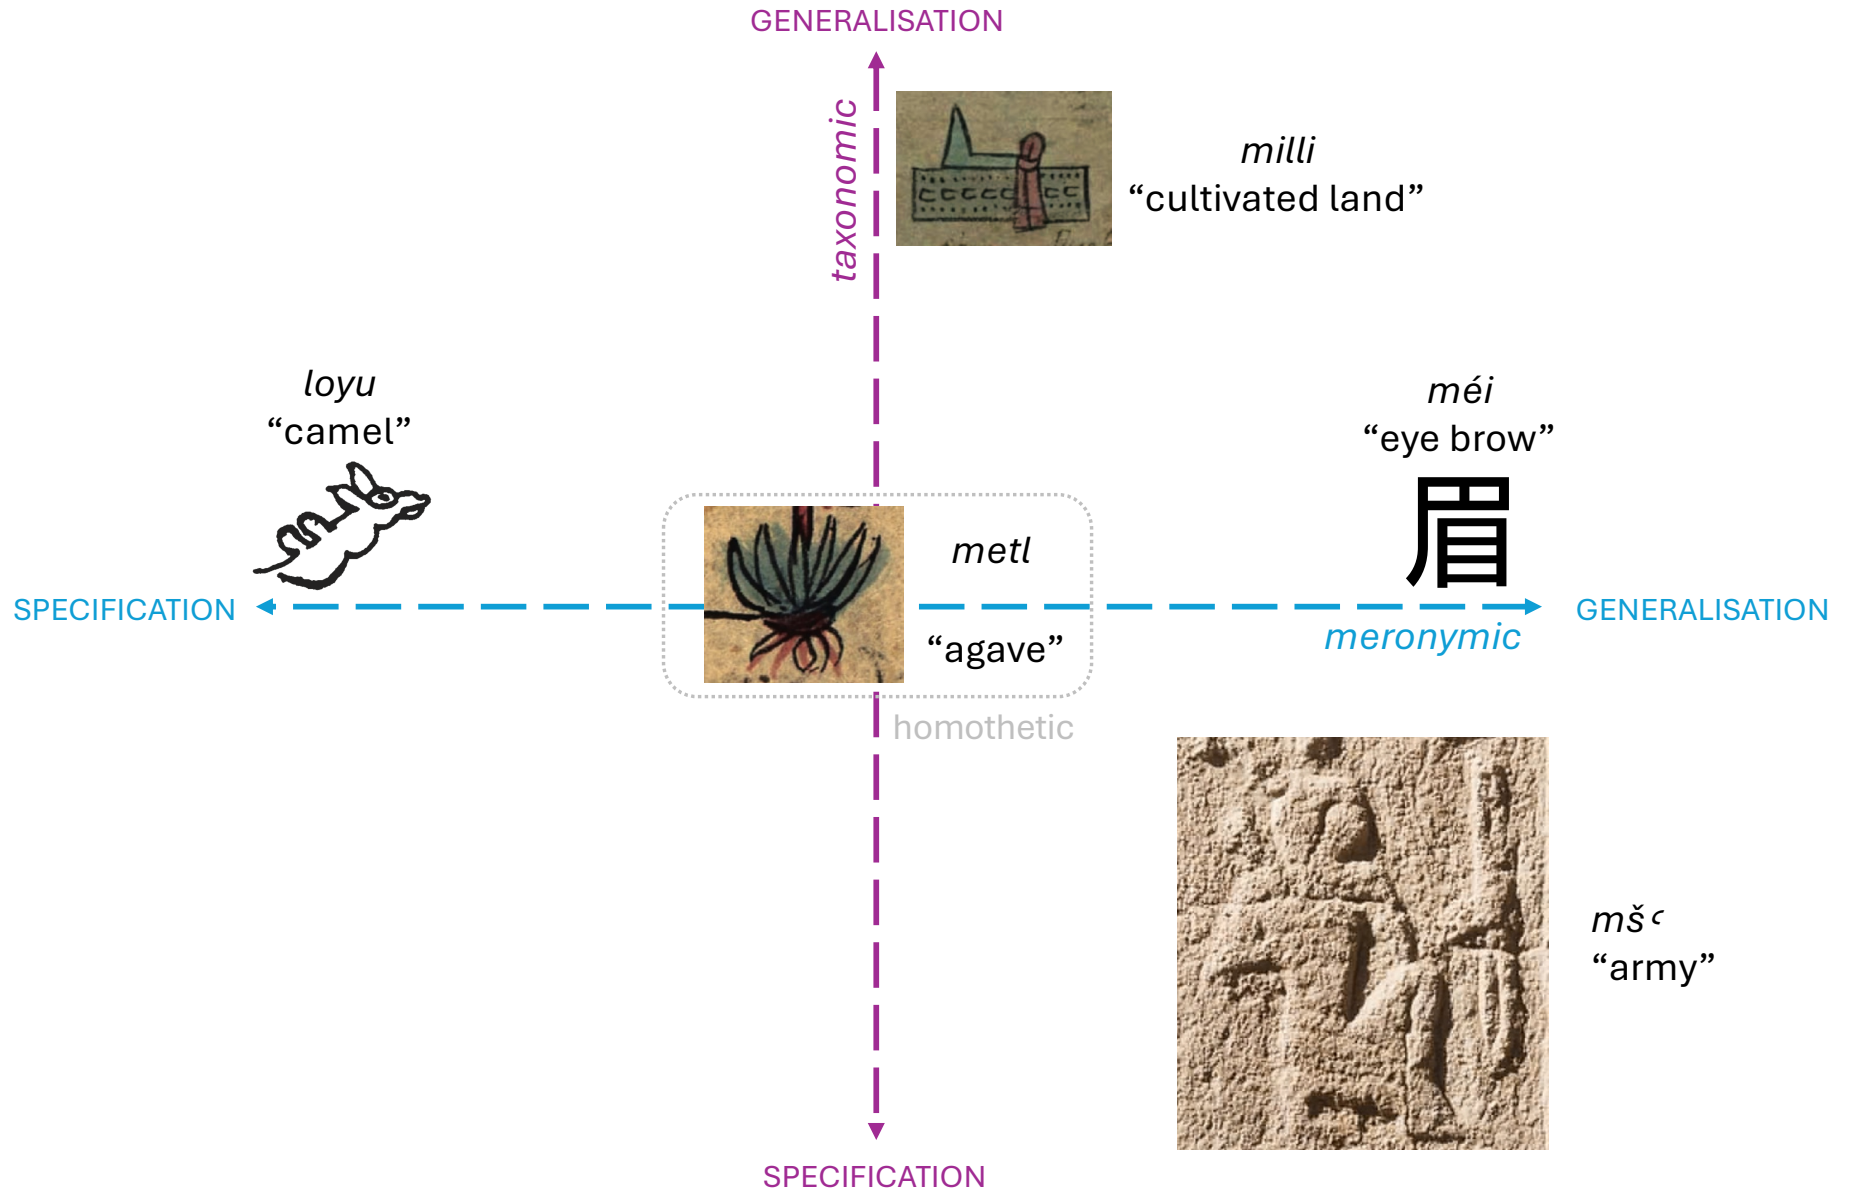 GENERALISATION
taxonomic
milli
“cultivated land”
loyu
“camel”
méi
“eye brow”
眉
metl
“agave”
SPECIFICATION
GENERALISATION
meronymic
homothetic
mšꜥ
“army”
SPECIFICATION